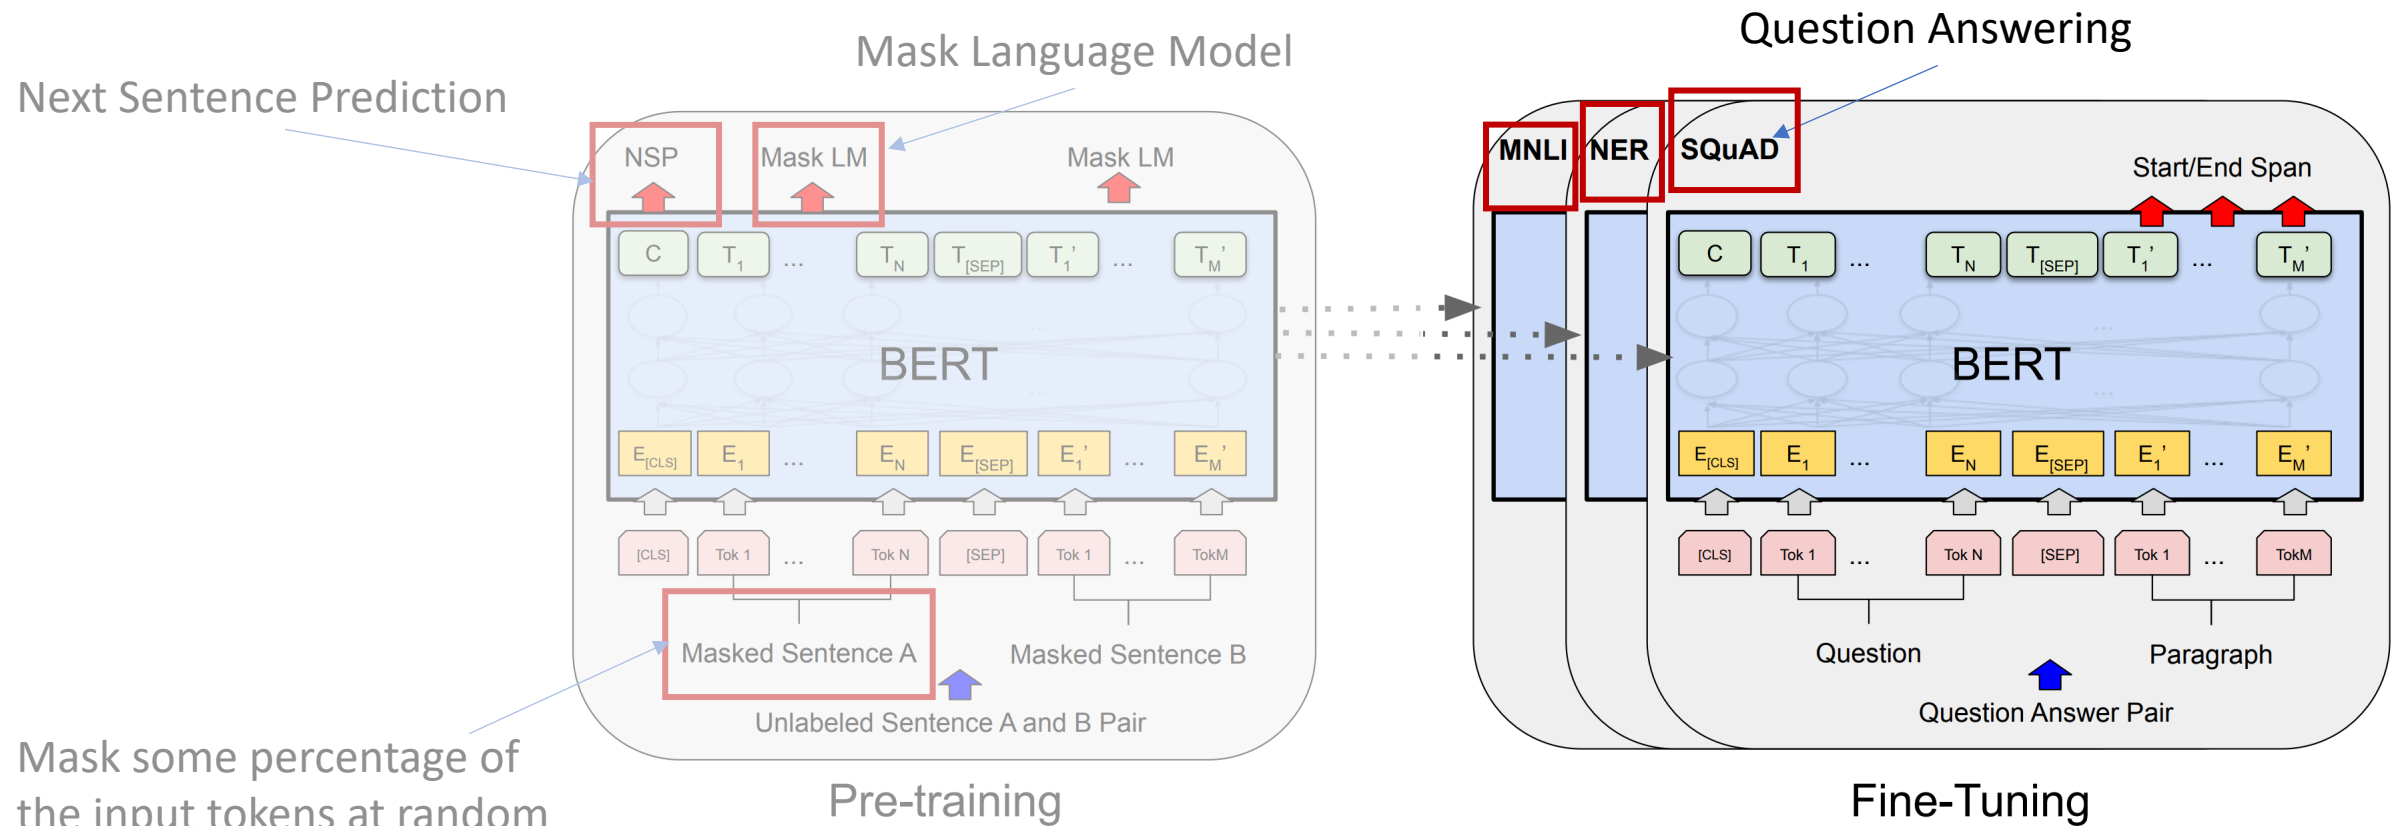 Question Answering
Mask Language Model
Next Sentence Prediction
NSP Mask LM Mask LM
MNLI NER SQuAD
Start/End Span
C T1 ... TN T[SEP] T1' ... TM'
C T1 ... TN T[SEP] T1' ... TM'
BERT
BERT
E[CLS] E1 ... EN E[SEP] E1' ... EM'
E[CLS] E1 ... EN E[SEP] E1' ... EM'
[CLS] Tok 1 ... Tok N [SEP] Tok 1 ... TokM
[CLS] Tok 1 ... Tok N [SEP] Tok 1 ... TokM
Masked Sentence A Masked Sentence B
Question Paragraph
Unlabeled Sentence A and B Pair
Question Answer Pair
Mask some percentage of
the input tokens at random
Pre-training
Fine-Tuning